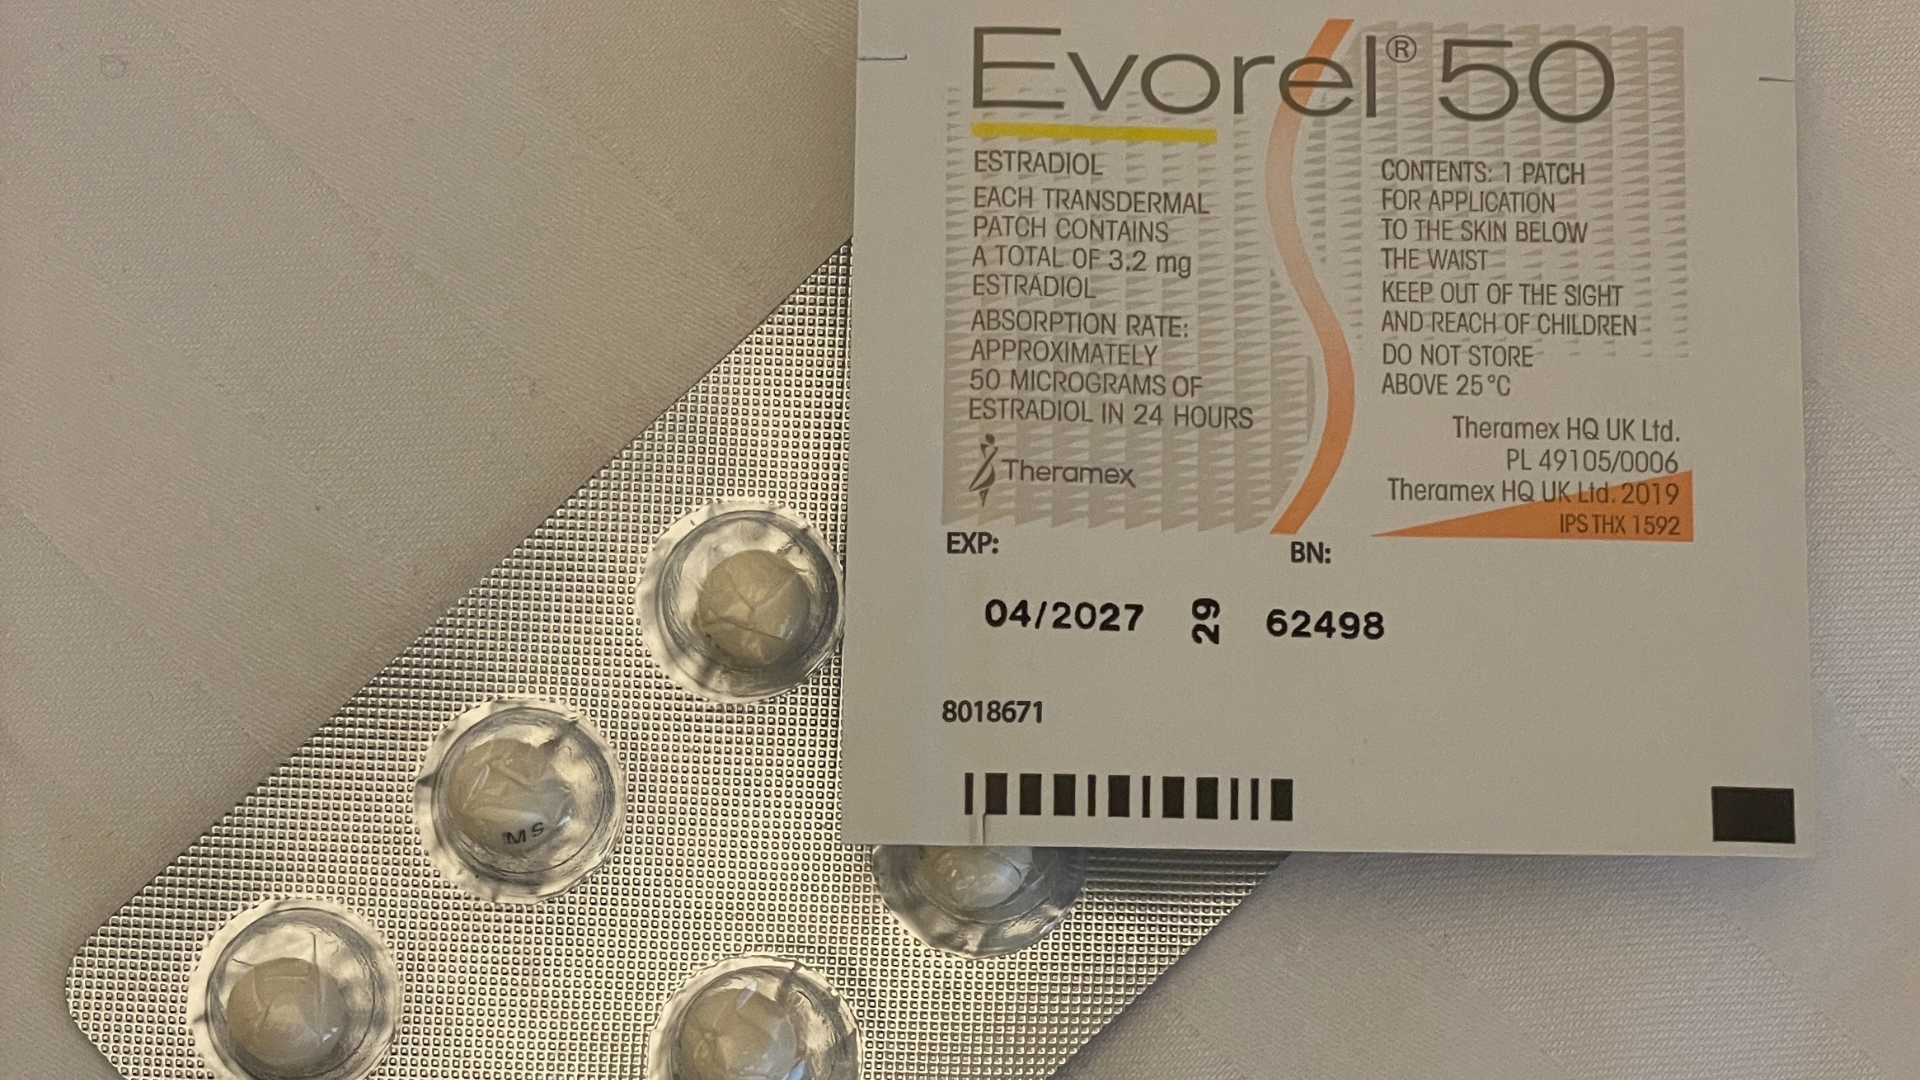 Evorel® 50
ESTRADIOL
EACH TRANSDERMAL
PATCH CONTAINS
A TOTAL OF 3.2 mg
ESTRADIOL
ABSORPTION RATE:
APPROXIMATELY
50 MICROGRAMS OF
ESTRADIOL IN 24 HOURS
Theramex
CONTENTS: 1 PATCH
FOR APPLICATION
TO THE SKIN BELOW
THE WAIST
KEEP OUT OF THE SIGHT
AND REACH OF CHILDREN
DO NOT STORE
ABOVE 25°C
Theramex HQ UK Ltd.
PL 49105/0006
Theramex HQ UK Ltd. 2019
IPS THX 1592
EXP:
BN:
04/2027 29 62498
8018671
MS